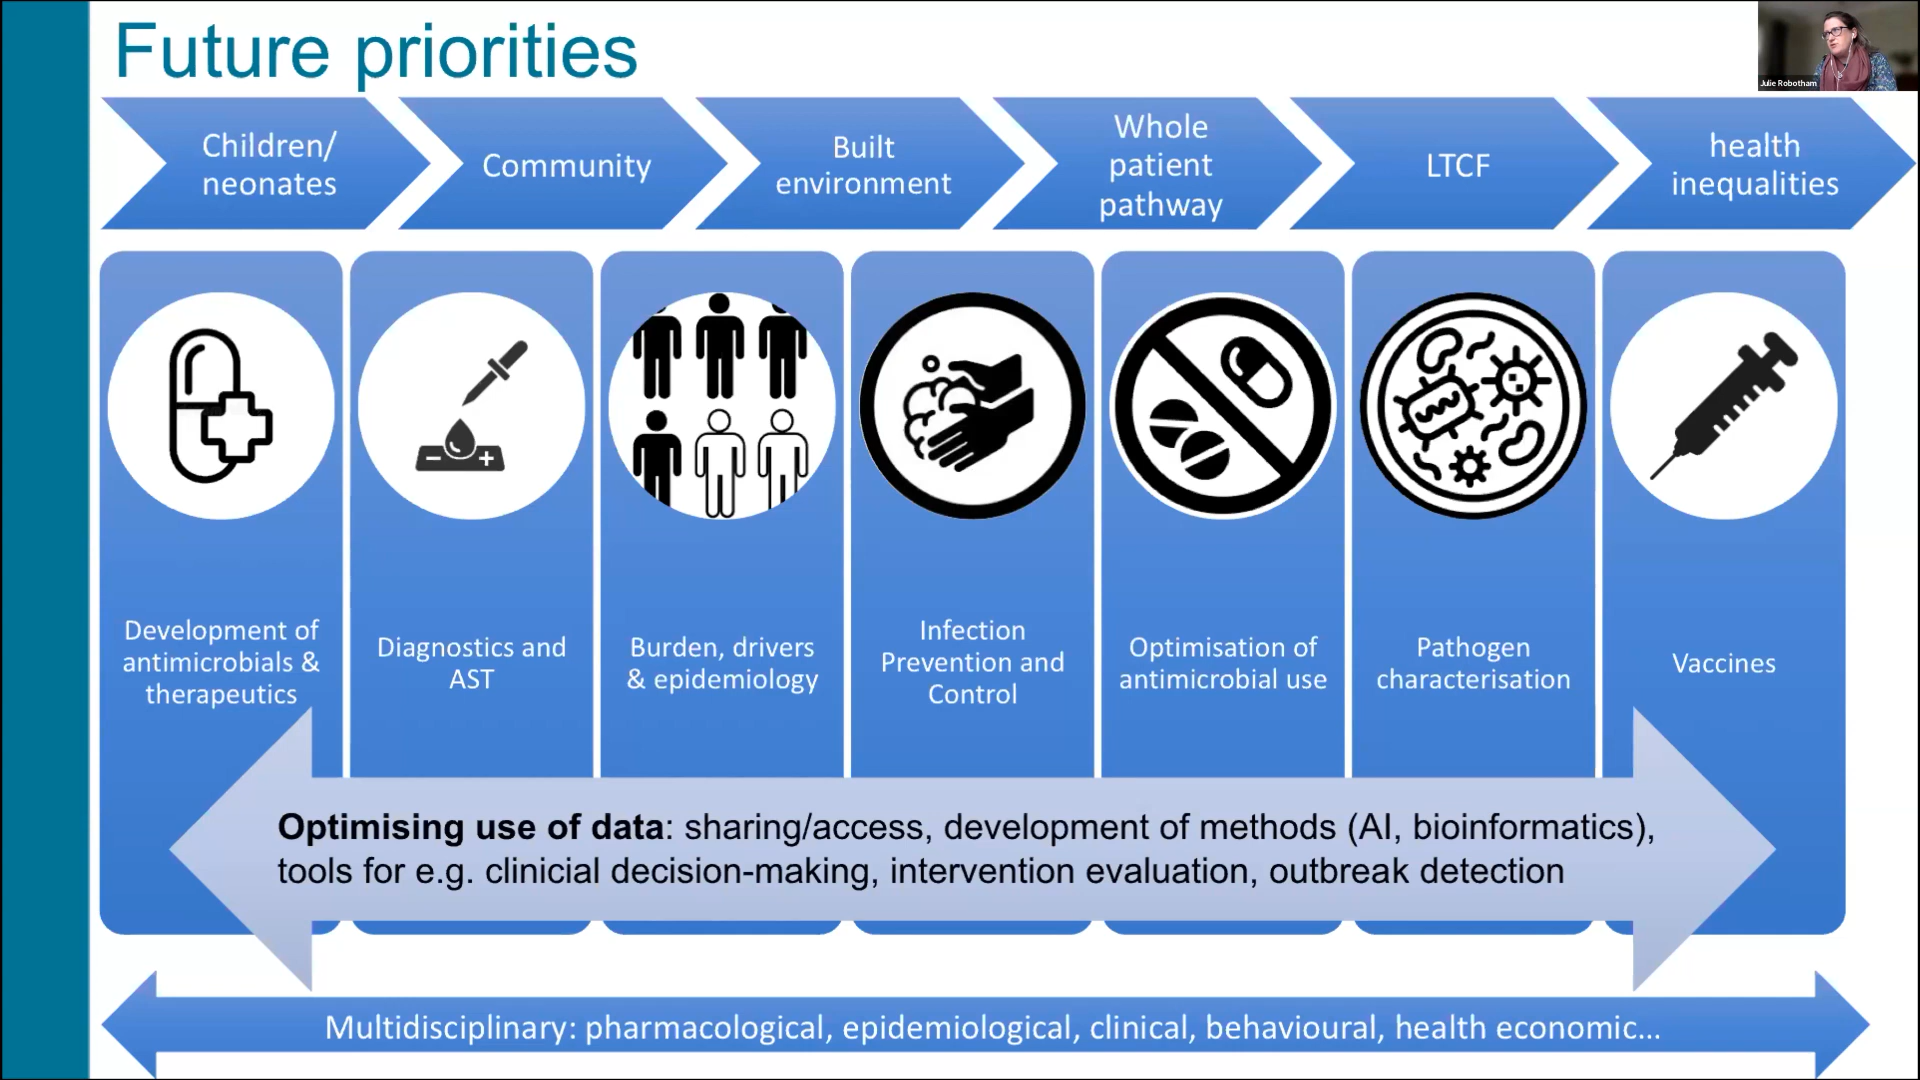 Future priorities
Julie Robotham
Children/
neonates
Community
Built
environment
Whole
patient
pathway
LTCF
health
inequalities
Development of
antimicrobials &
therapeutics
Diagnostics and
AST
Burden, drivers
& epidemiology
Infection
Prevention and
Control
Optimisation of
antimicrobial use
Pathogen
characterisation
Vaccines
Optimising use of data: sharing/access, development of methods (AI, bioinformatics),
tools for e.g. clinicial decision-making, intervention evaluation, outbreak detection
Multidisciplinary: pharmacological, epidemiological, clinical, behavioural, health economic...